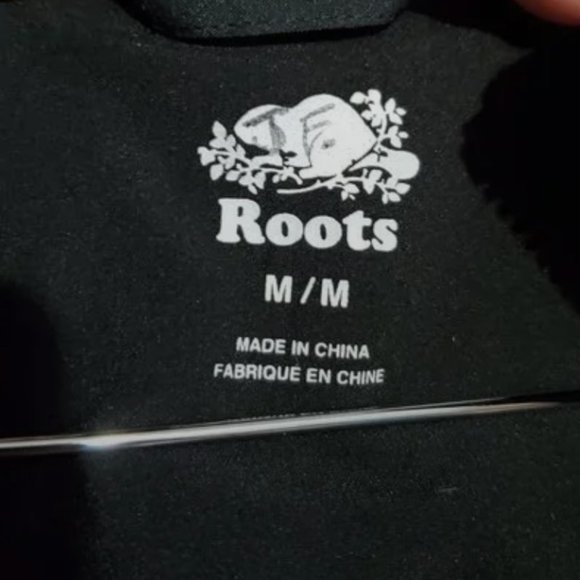 Roots
M/M
MADE IN CHINA
FABRIQUE EN CHINE